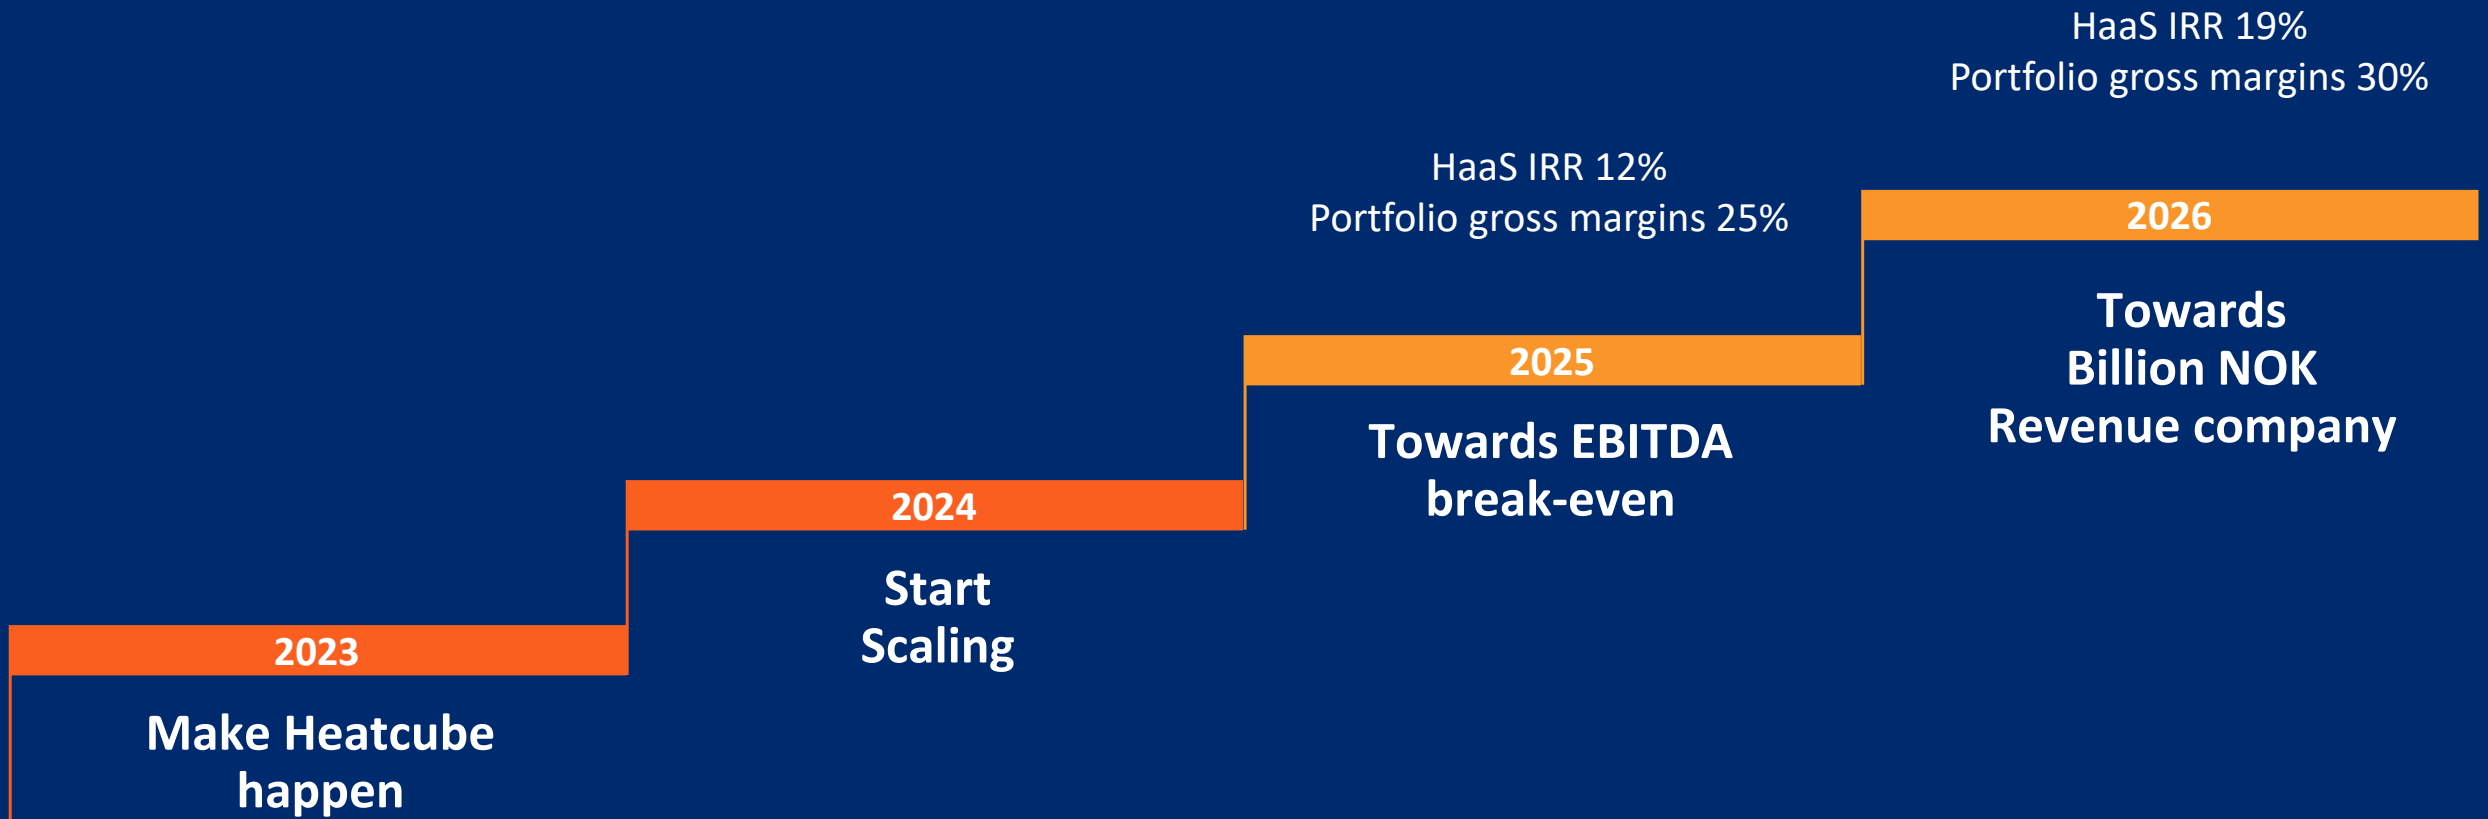 HaaS IRR 19%
Portfolio gross margins 30%
HaaS IRR 12%
Portfolio gross margins 25%
2026
Towards
Billion NOK
Revenue company
2025
Towards EBITDA
break-even
2024
Start
Scaling
2023
Make Heatcube
happen